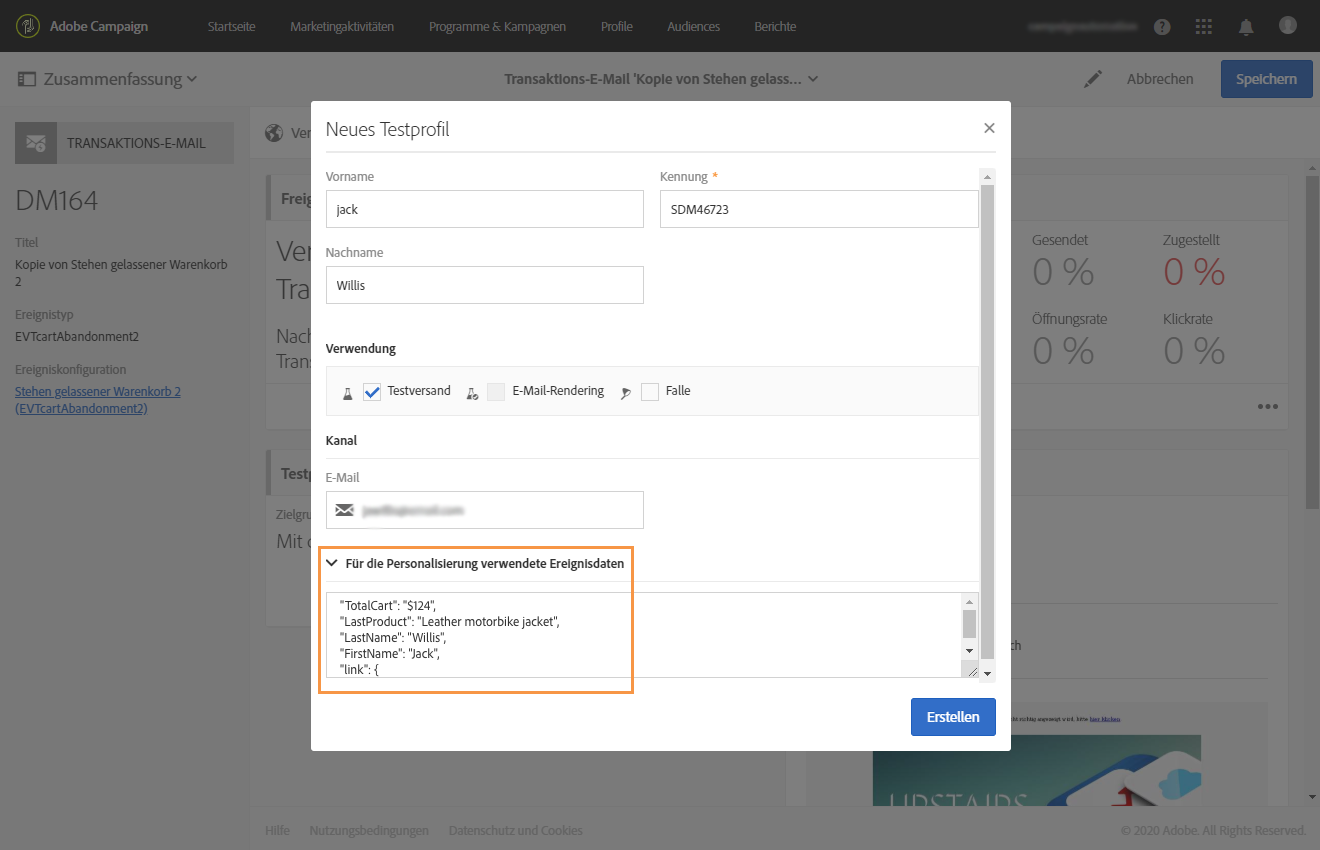 Adobe Campaign
Startseite
Marketingaktivitäten
Programme & Kampagnen
Profile
Audiences
Berichte
Zusammenfassung
Transaktions-E-Mail 'Kopie von Stehen gelass...
Abbrechen
Speichern
TRANSAKTIONS-E-MAIL
DM164
Titel
Kopie von Stehen gelassener Warenkorb
2
Ereignistyp
EVTcartAbandonment2
Ereigniskonfiguration
Stehen gelassener Warenkorb 2
(EVTcartAbandonment2)
Ver
Freig
Ver
Tra
Nach
Trans
Testp
Zielgru
Mit d
Gesendet
Zugestellt
0 %
0 %
Öffnungsrate
Klickrate
0 %
0 %
Neues Testprofil
Vorname
Kennung *
jack
SDM46723
Nachname
Willis
Verwendung
Testversand
E-Mail-Rendering
Falle
Kanal
E-Mail
Für die Personalisierung verwendete Ereignisdaten
"TotalCart": "$124",
"LastProduct": "Leather motorbike jacket",
"LastName": "Willis",
"FirstName": "Jack",
"link": {
Erstellen
ch
hier klicken.
UPSTAIRS
Hilfe
Nutzungsbedingungen
Datenschutz und Cookies
© 2020 Adobe. All Rights Reserved.